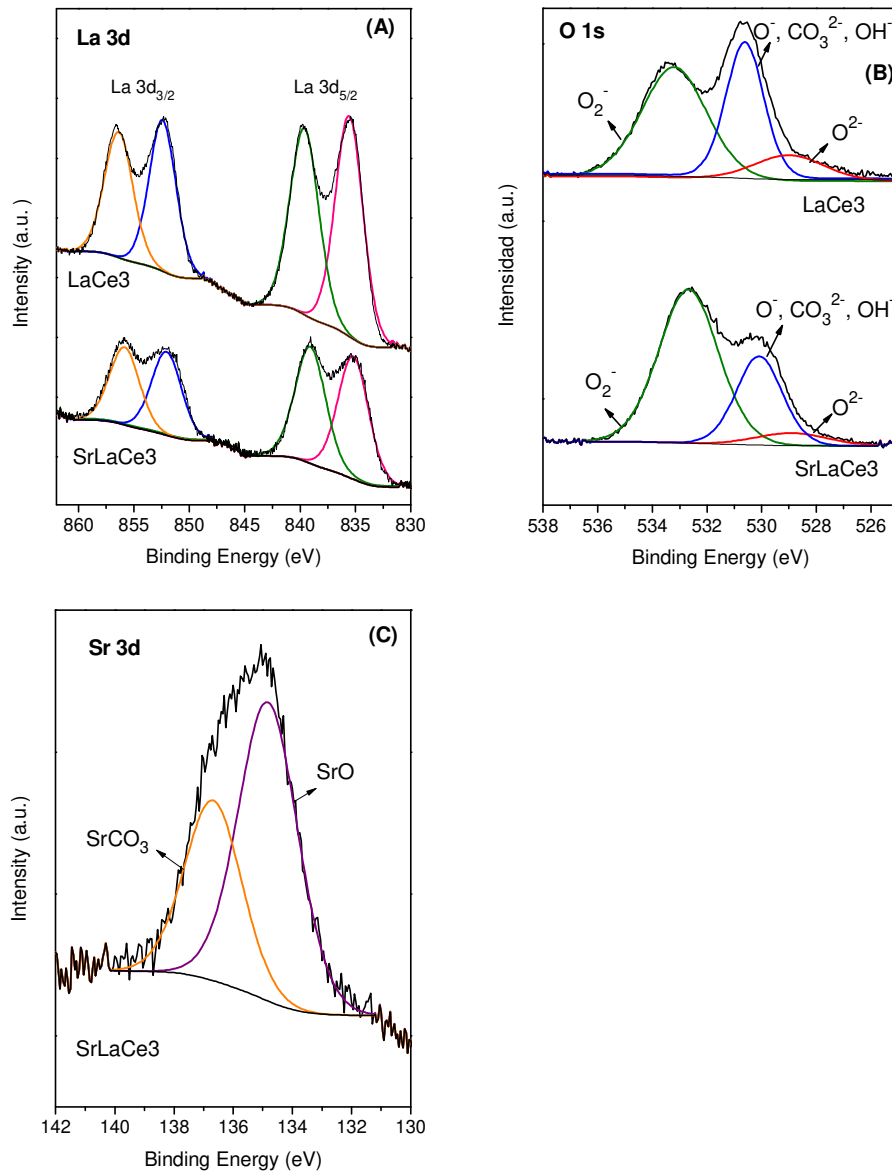 La 3d
(A)
La 3d3/2
La 3d5/2
LaCe3
SrLaCe3
Intensity (a.u.)
860 855 850 845 840 835 830
Binding Energy (eV)
O 1s
(B)
O⁻, CO₃²⁻, OH⁻
O₂⁻
O²⁻
LaCe3
O⁻, CO₃²⁻, OH⁻
O₂⁻
O²⁻
SrLaCe3
Intensidad (a.u.)
538 536 534 532 530 528 526
Binding Energy (eV)
Sr 3d
(C)
SrO
SrCO₃
SrLaCe3
Intensity (a.u.)
142 140 138 136 134 132 130
Binding Energy (eV)